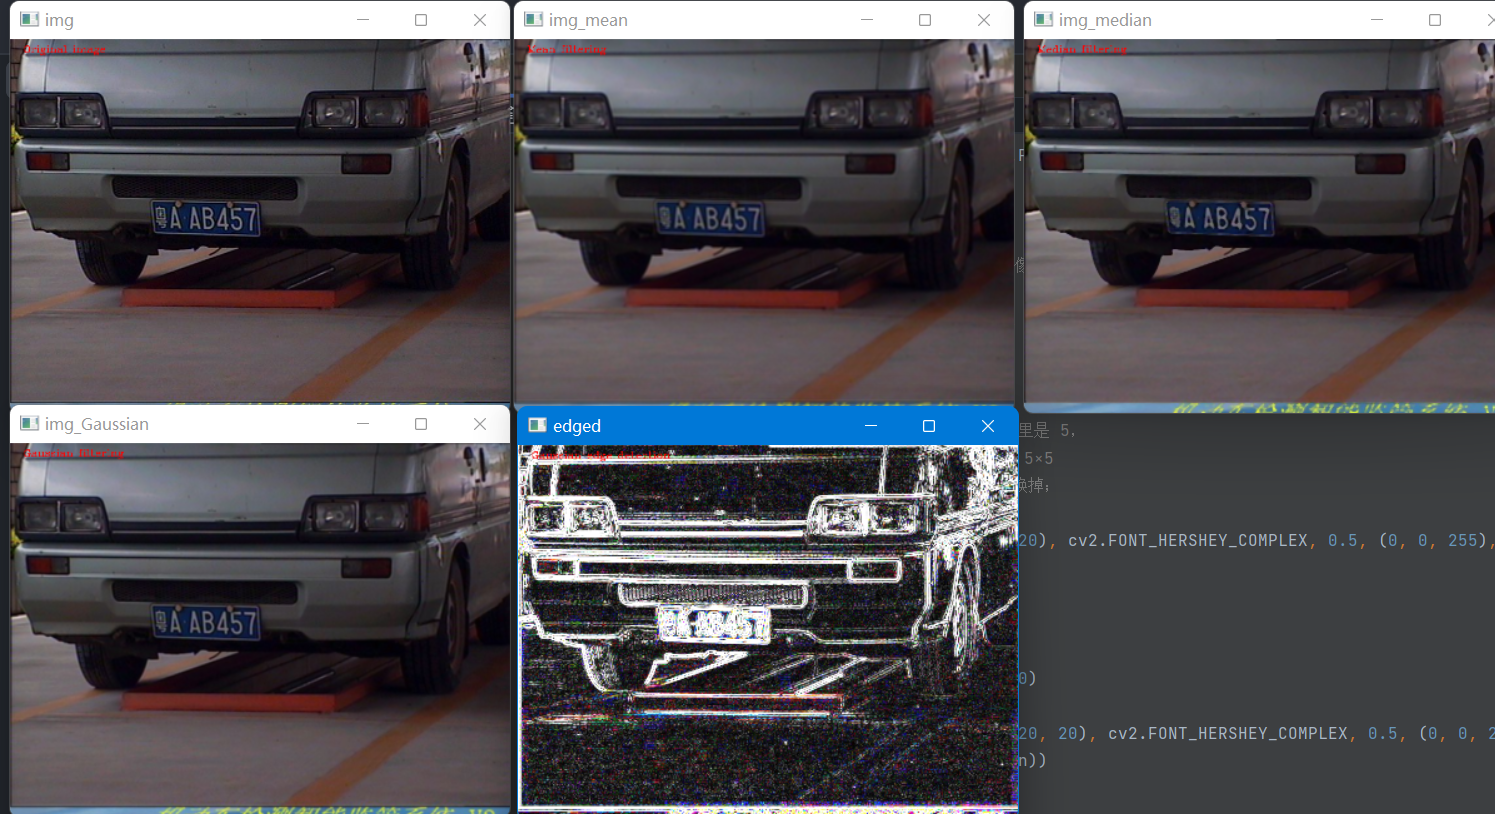 img
img_mean
img_median
Original image
Mean filtering
Median filtering
粤A AB457
粤A AB457
粤A AB457
img_Gaussian
edged
Gaussian filtering
Gaussian edge detection
里是 5,
5×5
换掉;
20), cv2.FONT_HERSHEY_COMPLEX, 0.5, (0, 0, 255),
粤A AB457
AB457
0)
20, 20), cv2.FONT_HERSHEY_COMPLEX, 0.5, (0, 0, 2
n))